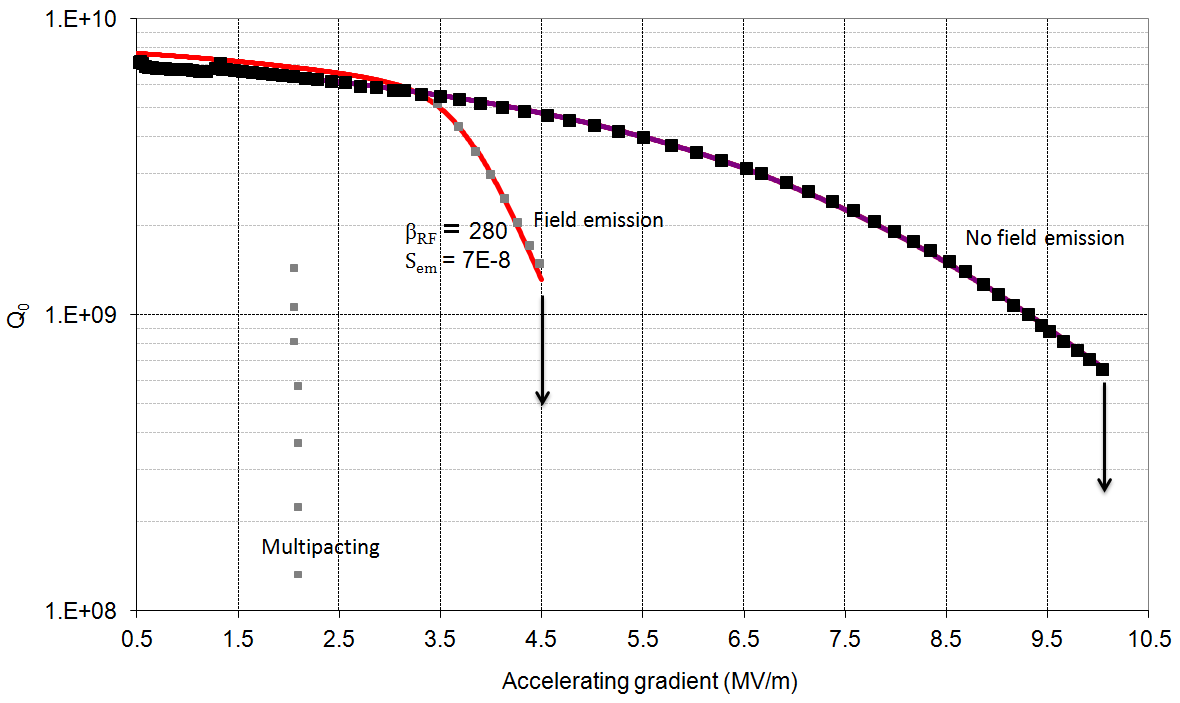 1.E+10
1.E+09
1.E+08
Q0
Field emission
βRF = 280
Sem = 7E-8
No field emission
Multipacting
0.5 1.5 2.5 3.5 4.5 5.5 6.5 7.5 8.5 9.5 10.5
Accelerating gradient (MV/m)